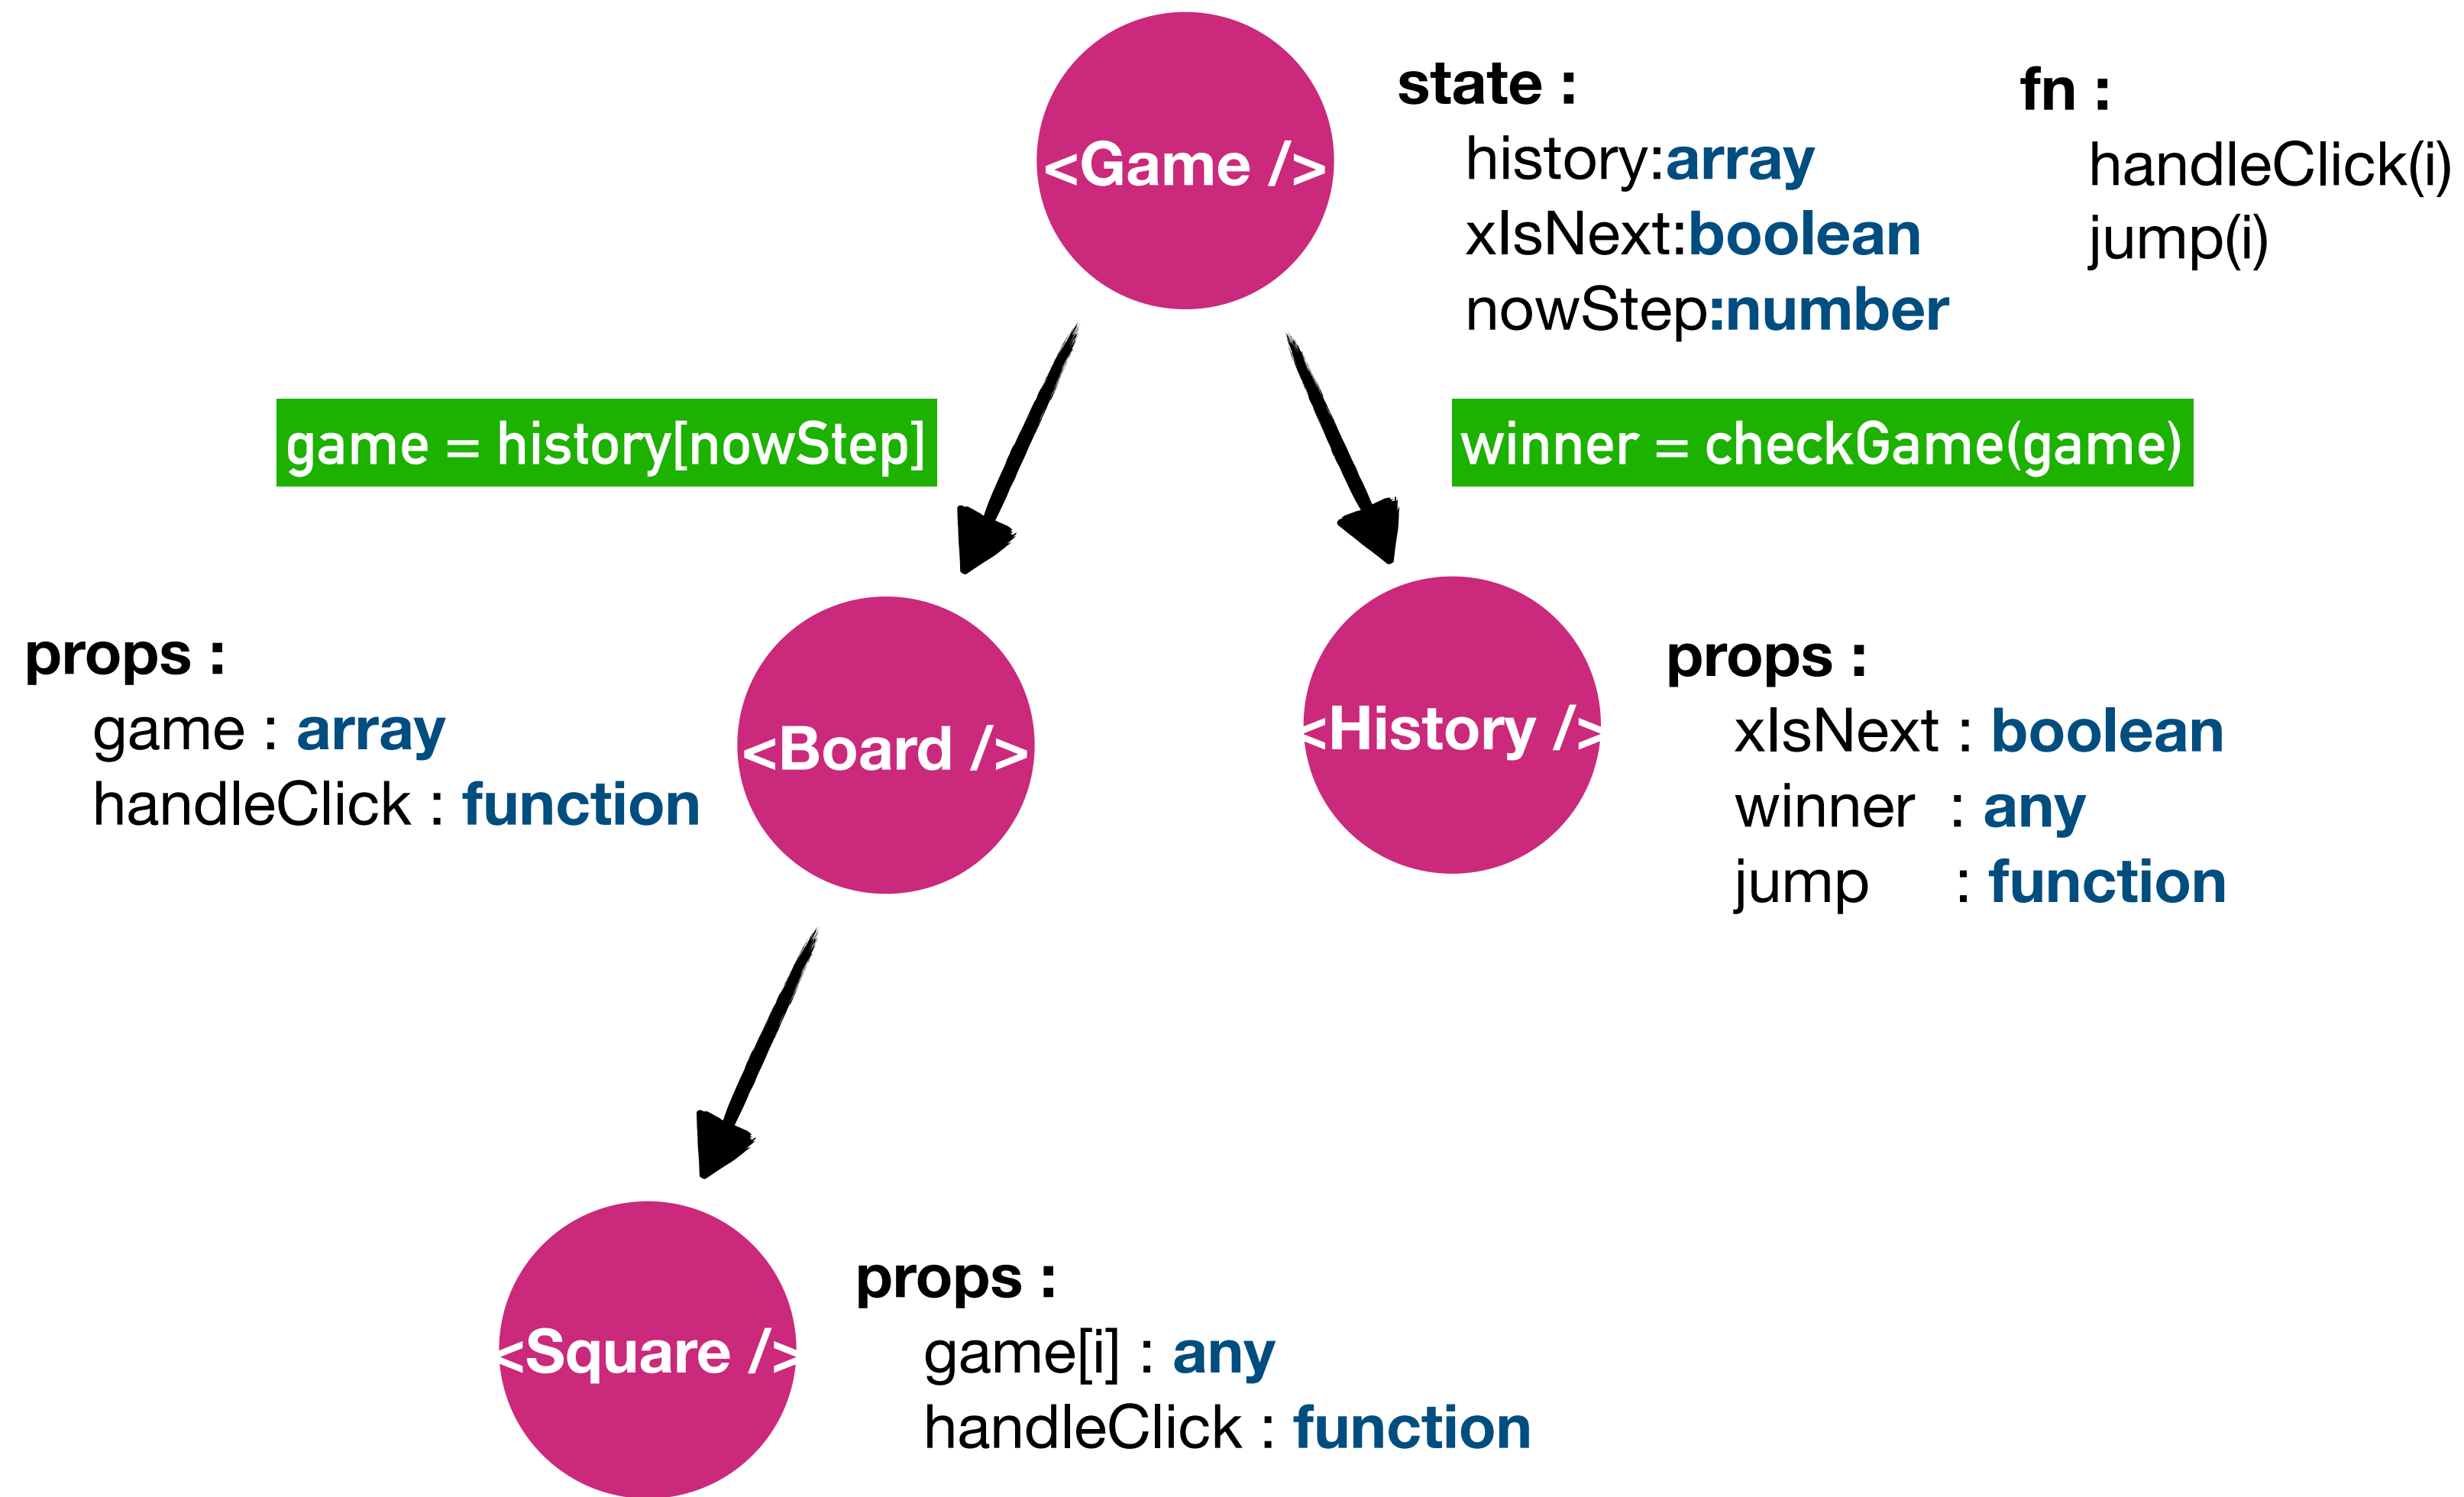 <Game />
state :
history:array
xIsNext:boolean
nowStep:number
fn :
handleClick(i)
jump(i)
game = history[nowStep]
winner = checkGame(game)
props :
game : array
handleClick : function
<Board />
<History />
props :
xIsNext : boolean
winner : any
jump : function
<Square />
props :
game[i] : any
handleClick : function